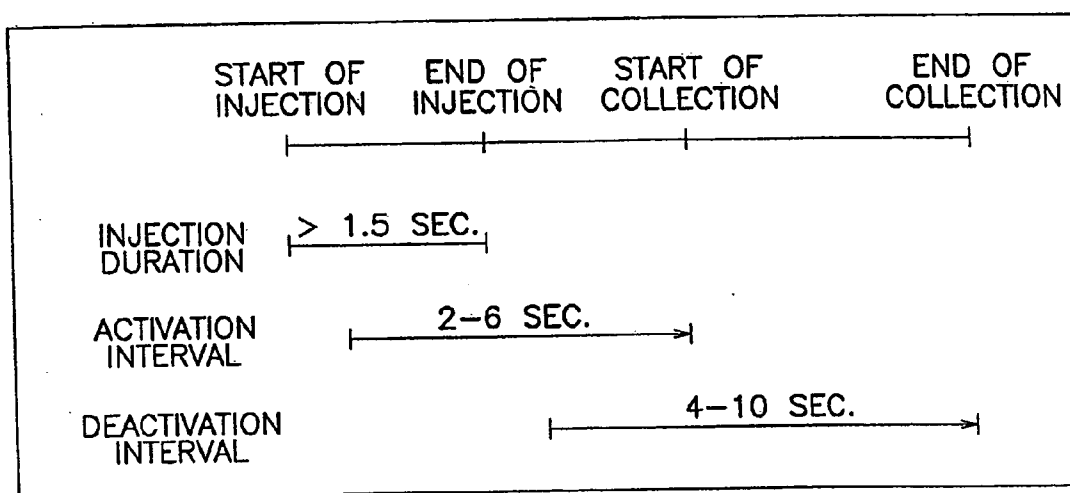 START OF INJECTION
END OF INJECTION
START OF COLLECTION
END OF COLLECTION
INJECTION DURATION
> 1.5 SEC.
ACTIVATION INTERVAL
2-6 SEC.
DEACTIVATION INTERVAL
4-10 SEC.